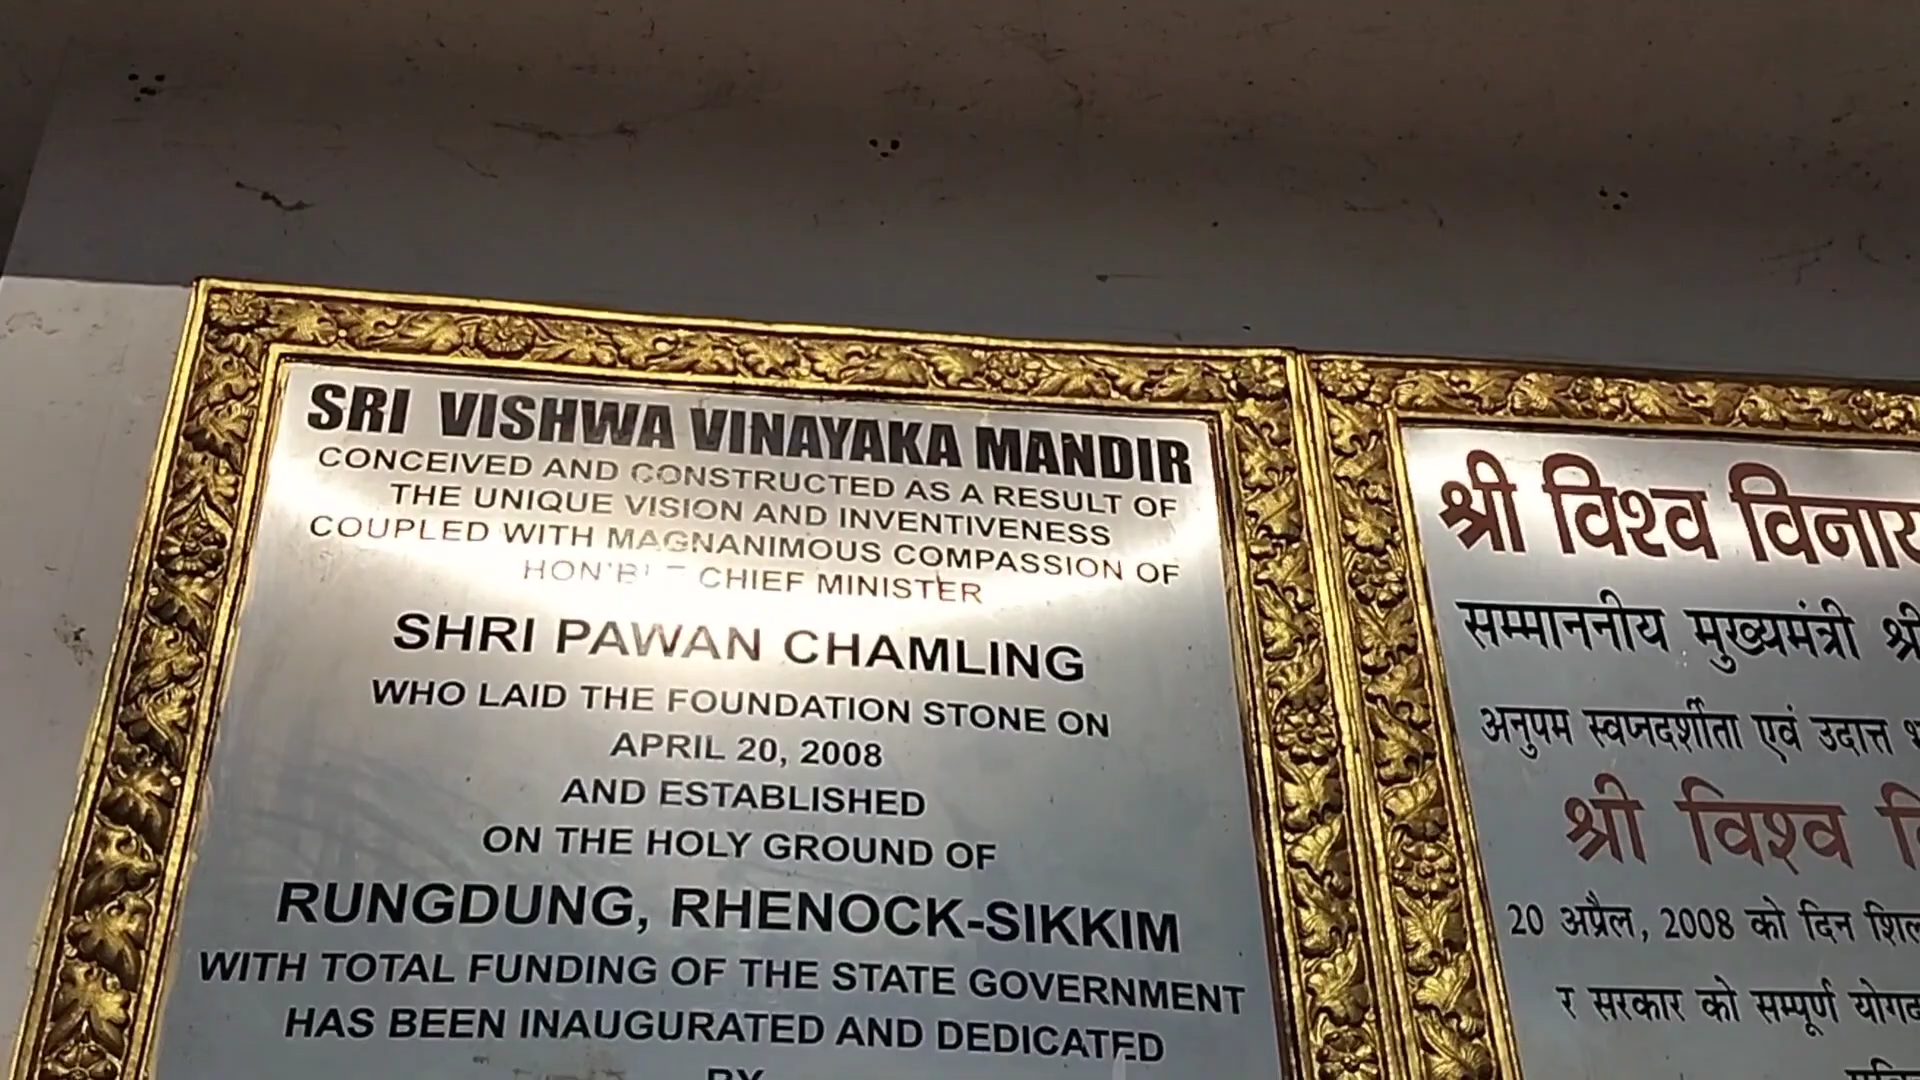 SRI VISHWA VINAYAKA MANDIR
CONCEIVED AND CONSTRUCTED AS A RESULT OF
THE UNIQUE VISION AND INVENTIVENESS
COUPLED WITH MAGNANIMOUS COMPASSION OF
HON'BLE CHIEF MINISTER
SHRI PAWAN CHAMLING
WHO LAID THE FOUNDATION STONE ON
APRIL 20, 2008
AND ESTABLISHED
ON THE HOLY GROUND OF
RUNGDUNG, RHENOCK-SIKKIM
WITH TOTAL FUNDING OF THE STATE GOVERNMENT
HAS BEEN INAUGURATED AND DEDICATED
BY
श्री विश्व
सम्माननीय मुख्यमंत्री श्री
अनुपम स्वप्नदर्शीता एवं उदात्त
श्री विश्व
20 अप्रैल, 2008 को दिन
र सरकार को सम्पूर्ण